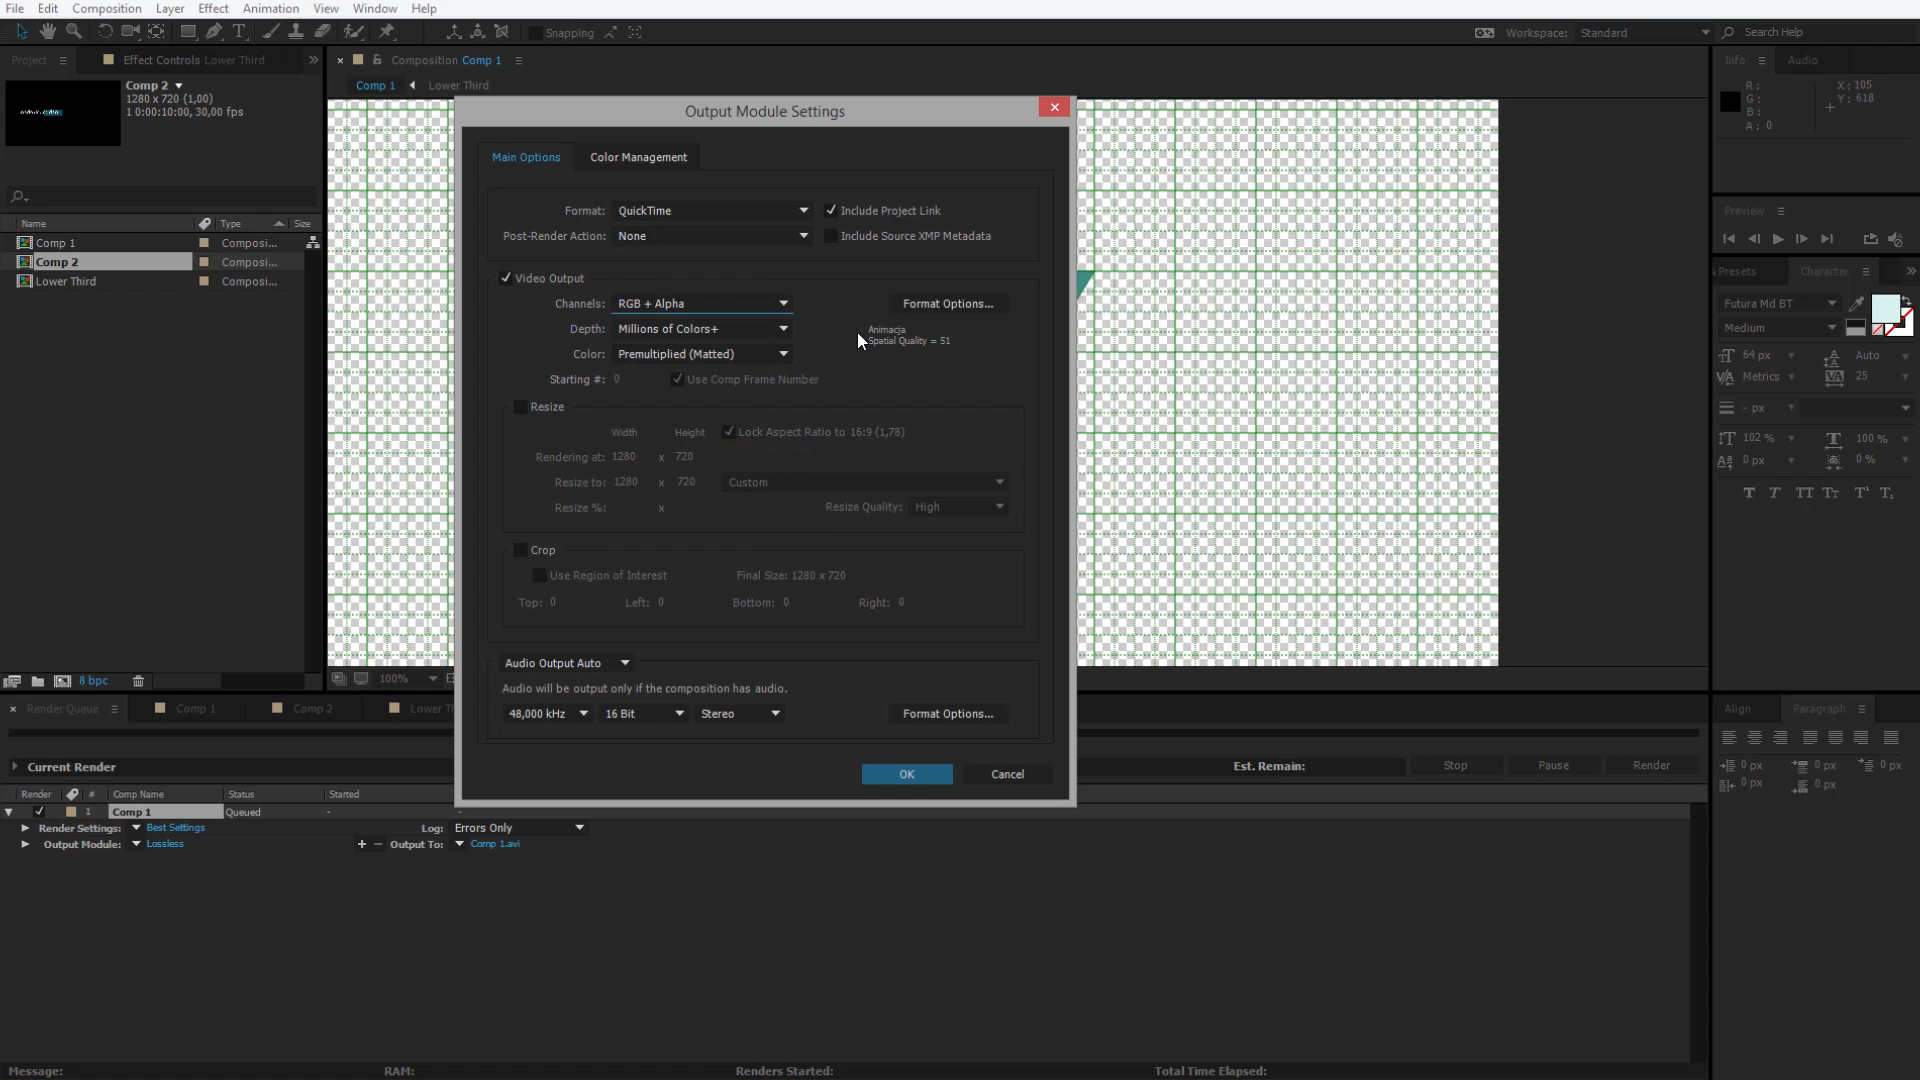 File Edit Composition Layer Effect Animation View Window Help
Snapping
Workspace: Standard Search Help
Project Effect Controls Lower Third
Composition Comp 1
Info Audio
Comp 2
1280 x 720 (1,00)
1 0:00:10:00, 30,00 fps
Comp 1 Lower Third
R:
G:
B:
A: 0
X: 105
Y: 618
Output Module Settings
Main Options Color Management
Format: QuickTime
Include Project Link
Post-Render Action: None
Include Source XMP Metadata
Preview
Name Type Size
Comp 1 Composi...
Comp 2 Composi...
Lower Third Composi...
Video Output
Channels: RGB + Alpha
Format Options...
Depth: Millions of Colors+
Animacja
Spatial Quality = 51
Color: Premultiplied (Matted)
Starting #: 0
Use Comp Frame Number
Presets Character
Futura Md BT
Medium
64 px Auto
Metrics 25
- px
102 % 100 %
0 px 0 %
T T TT Tт T¹ T₁
Resize
Width Height
Lock Aspect Ratio to 16:9 (1,78)
Rendering at: 1280 x 720
Resize to: 1280 x 720 Custom
Resize %: x
Resize Quality: High
Crop
Use Region of Interest Final Size: 1280 x 720
Top: 0 Left: 0 Bottom: 0 Right: 0
Audio Output Auto
Audio will be output only if the composition has audio.
48,000 kHz 16 Bit Stereo
Format Options...
OK Cancel
8 bpc
100%
Render Queue Comp 1 Comp 2 Lower Th
Align Paragraph
0 px 0 px 0 px
0 px 0 px
Current Render
Est. Remain:
Stop Pause Render
Render # Comp Name Status Started
1 Comp 1 Queued - -
Render Settings: Best Settings
Log: Errors Only
Output Module: Lossless
+ – Output To: Comp 1.avi
Message: RAM: Renders Started: Total Time Elapsed: